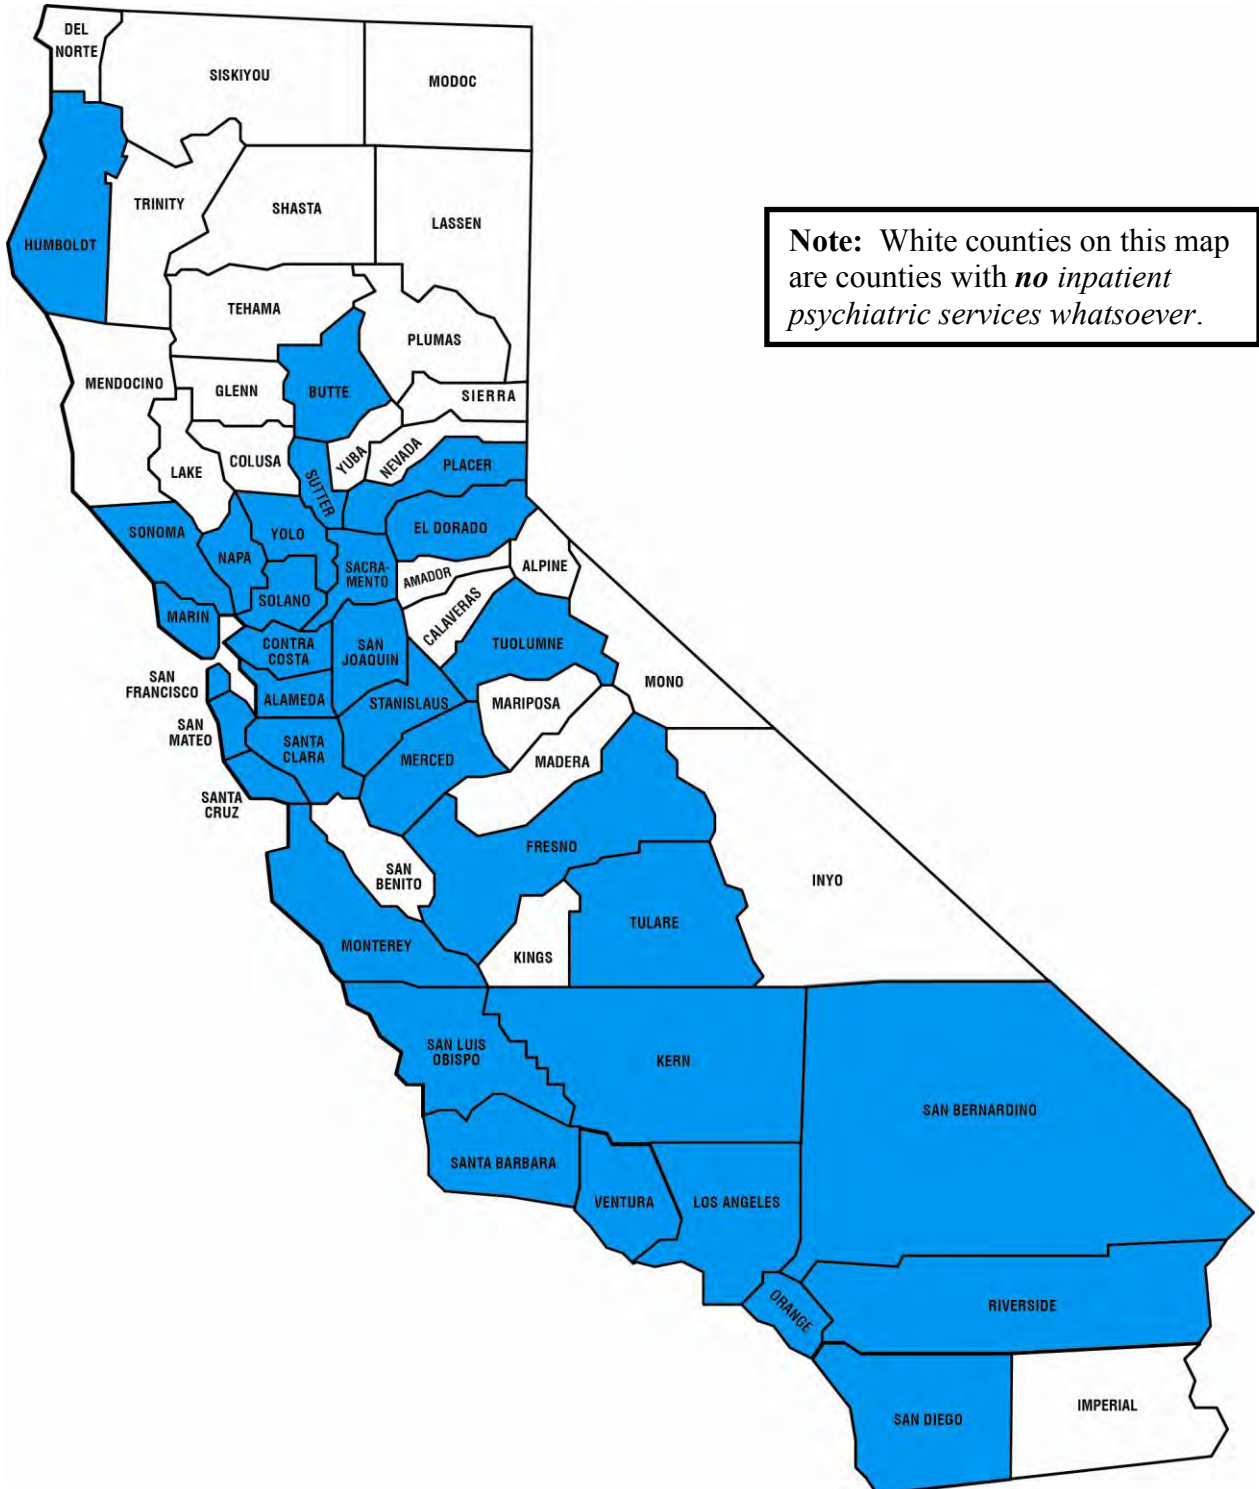 DEL
NORTE
SISKIYOU
MODOC
HUMBOLDT
TRINITY
SHASTA
LASSEN
Note: White counties on this map
are counties with no inpatient
psychiatric services whatsoever.
TEHAMA
PLUMAS
MENDOCINO
GLENN
BUTTE
SIERRA
LAKE
COLUSA
SUTTER
YUBA
NEVADA
PLACER
SONOMA
NAPA
YOLO
EL DORADO
SACRA-
MENTO
AMADOR
ALPINE
MARIN
SOLANO
CALAVERAS
CONTRA
COSTA
SAN
JOAQUIN
TUOLUMNE
MONO
SAN
FRANCISCO
ALAMEDA
STANISLAUS
MARIPOSA
SAN
MATEO
SANTA
CLARA
MERCED
MADERA
SANTA
CRUZ
FRESNO
SAN
BENITO
INYO
MONTEREY
KINGS
TULARE
SAN LUIS
OBISPO
KERN
SAN BERNARDINO
SANTA BARBARA
VENTURA
LOS ANGELES
ORANGE
RIVERSIDE
SAN DIEGO
IMPERIAL